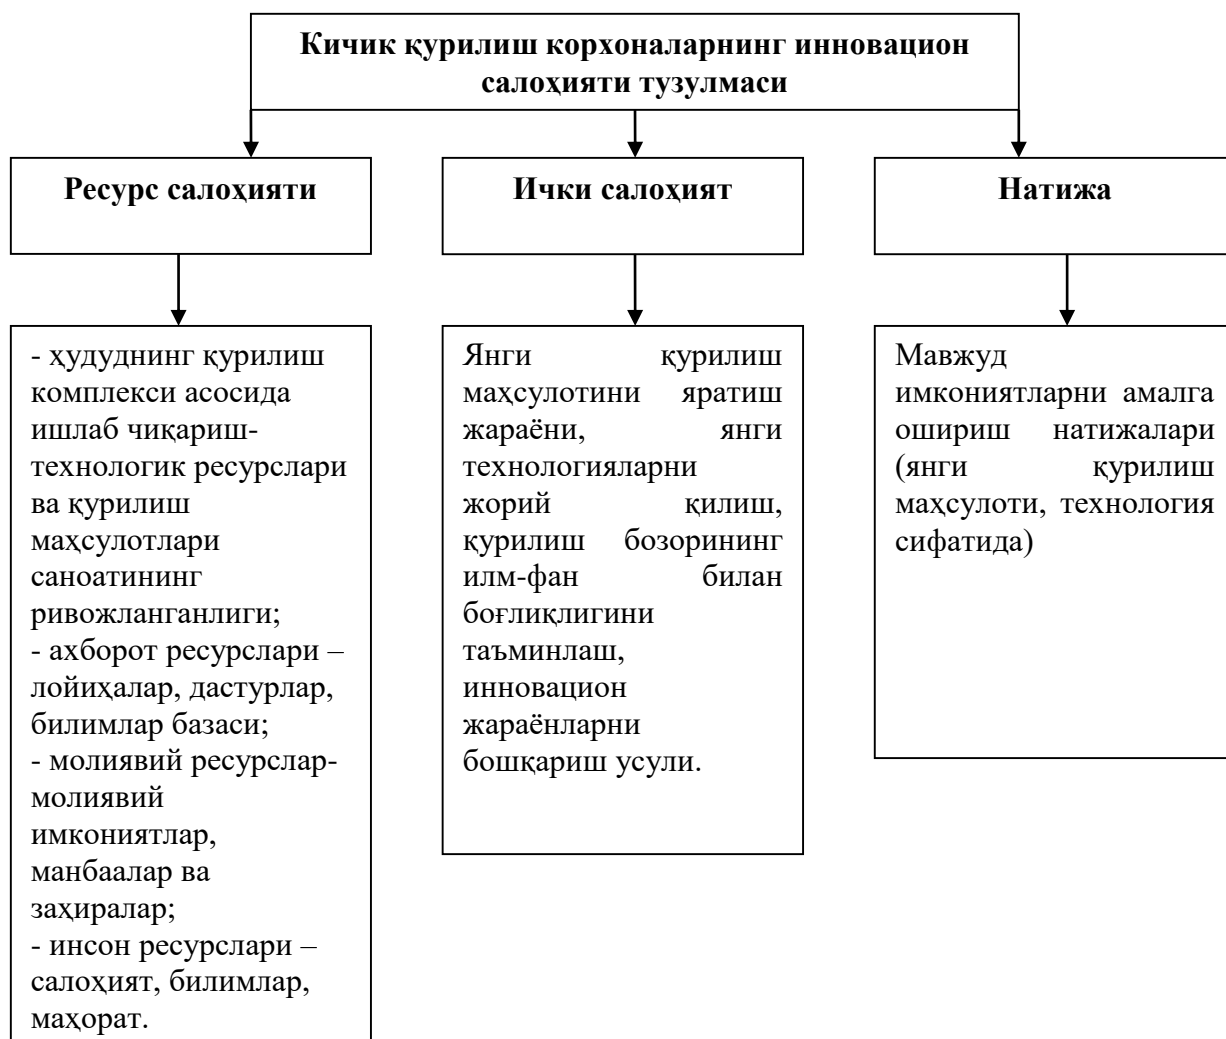 Кичик қурилиш корхоналарнинг инновацион
салоҳияти тузулмаси
Ресурс салоҳияти
Ички салоҳият
Натижа
- ҳудуднинг қурилиш
комплекси асосида
ишлаб чиқариш-
технологик ресурслари
ва қурилиш
маҳсулотлари
саноатининг
ривожланганлиги;
- ахборот ресурслари –
лойиҳалар, дастурлар,
билимлар базаси;
- молиявий ресурслар-
молиявий
имкониятлар,
манбаалар ва
заҳиралар;
- инсон ресурслари –
салоҳият, билимлар,
маҳорат.
Янги қурилиш
маҳсулотини яратиш
жараёни, янги
технологияларни
жорий қилиш,
қурилиш бозорининг
илм-фан билан
боғлиқлигини
таъминлаш,
инновацион
жараёнларни
бошқариш усули.
Мавжуд
имкониятларни амалга
ошириш натижалари
(янги қурилиш
маҳсулоти, технология
сифатида)